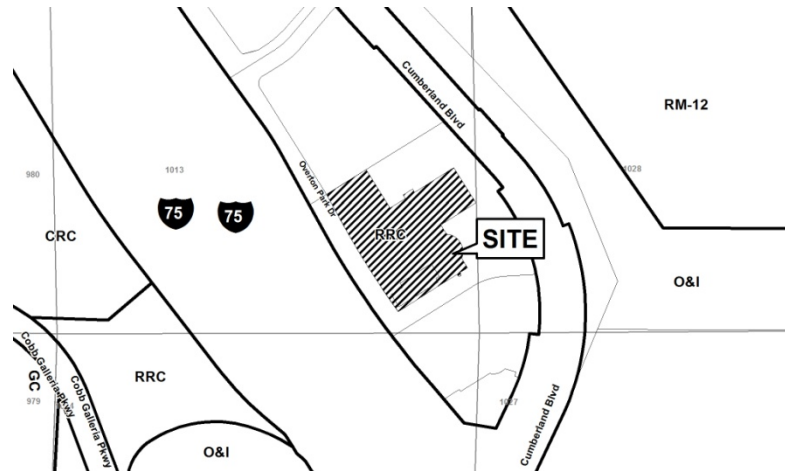 Cumberland Blvd
RM-12
1028
980
1013
Overton Park Dr
75
75
RRC
SITE
CRC
O&I
Cobb Galleria Pkwy
Cobb Galleria Pkwy
GC
RRC
979
1027
Cumberland Blvd
O&I